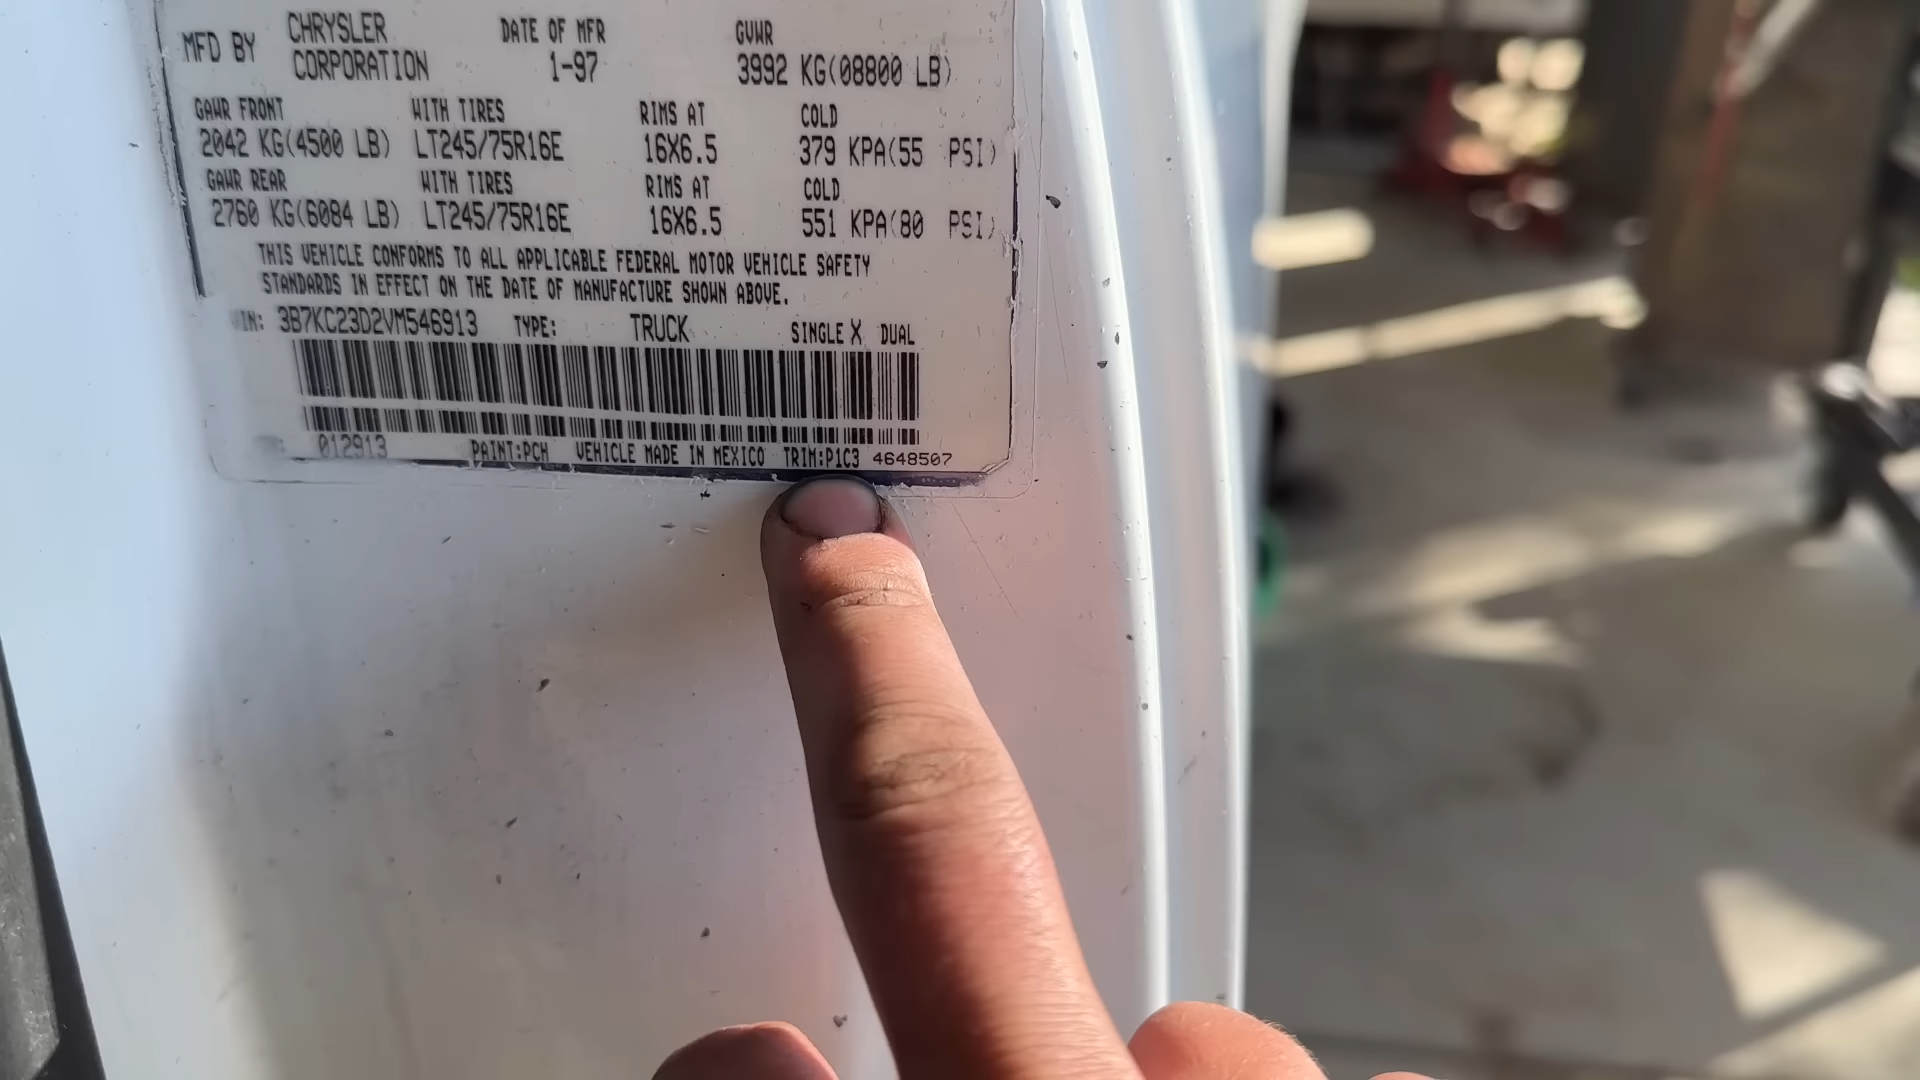 MFD BY CHRYSLER CORPORATION DATE OF MFR 1-97 GVWR 3992 KG(08800 LB)
GAWR FRONT WITH TIRES RIMS AT COLD
2042 KG(4500 LB) LT245/75R16E 16X6.5 379 KPA(55 PSI)
GAWR REAR WITH TIRES RIMS AT COLD
2760 KG(6084 LB) LT245/75R16E 16X6.5 551 KPA(80 PSI)
THIS VEHICLE CONFORMS TO ALL APPLICABLE FEDERAL MOTOR VEHICLE SAFETY
STANDARDS IN EFFECT ON THE DATE OF MANUFACTURE SHOWN ABOVE.
VIN: 3B7KC23D2VM546913 TYPE: TRUCK SINGLE X DUAL
012913 PAINT:PCH VEHICLE MADE IN MEXICO TRIM:P1C3 4648507